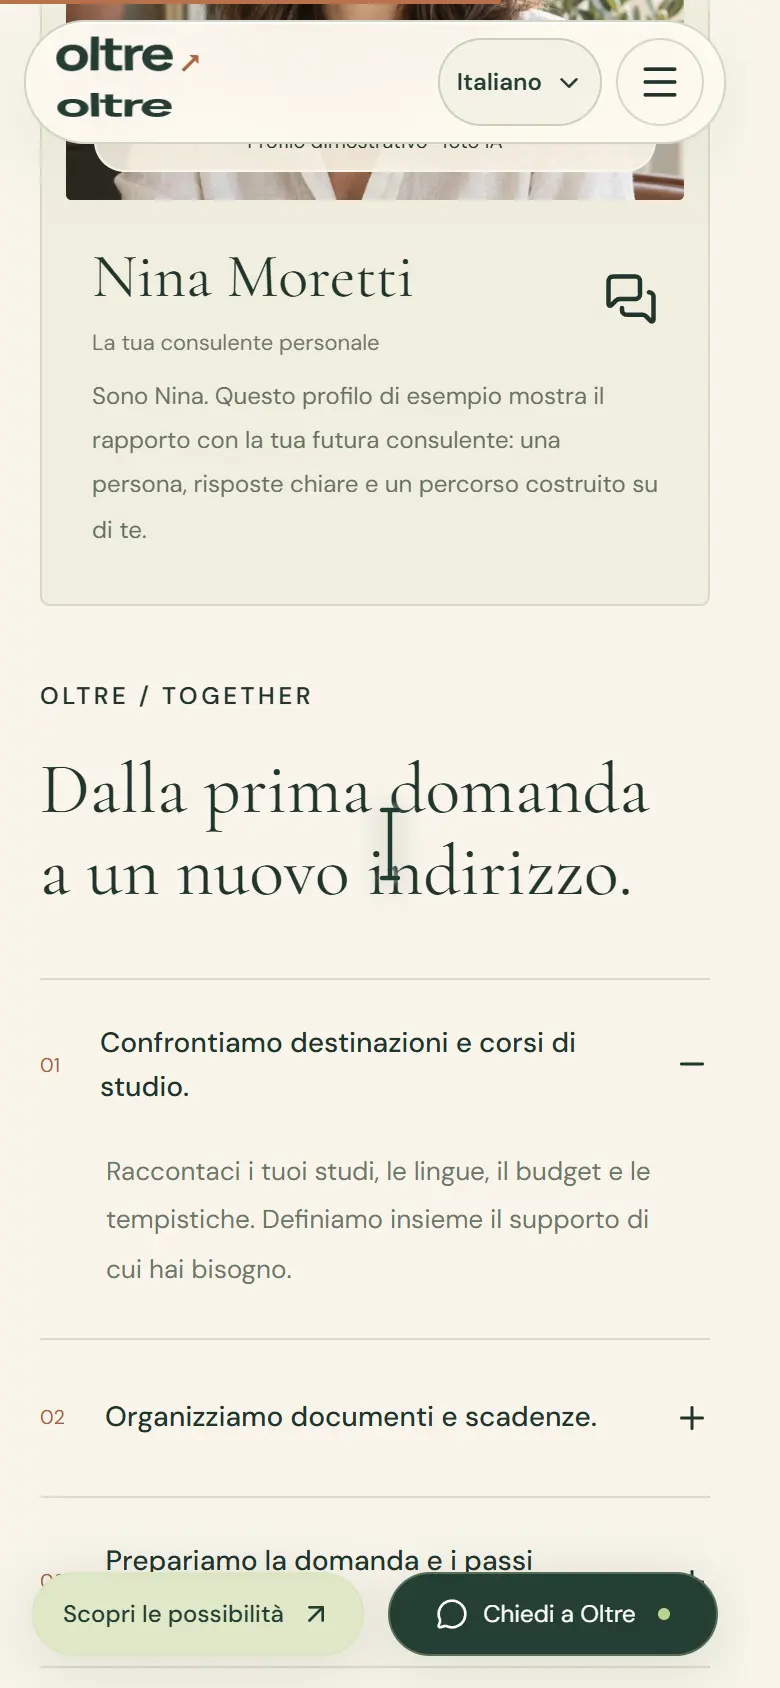 oltre
oltre
Italiano
Profilo dimostrativo · foto IA
Nina Moretti
La tua consulente personale
Sono Nina. Questo profilo di esempio mostra il
rapporto con la tua futura consulente: una
persona, risposte chiare e un percorso costruito su
di te.
OLTRE / TOGETHER
Dalla prima domanda
a un nuovo indirizzo.
01
Confrontiamo destinazioni e corsi di
studio.
Raccontaci i tuoi studi, le lingue, il budget e le
tempistiche. Definiamo insieme il supporto di
cui hai bisogno.
02
Organizziamo documenti e scadenze.
Prepariamo la domanda e i passi
Scopri le possibilità
Chiedi a Oltre